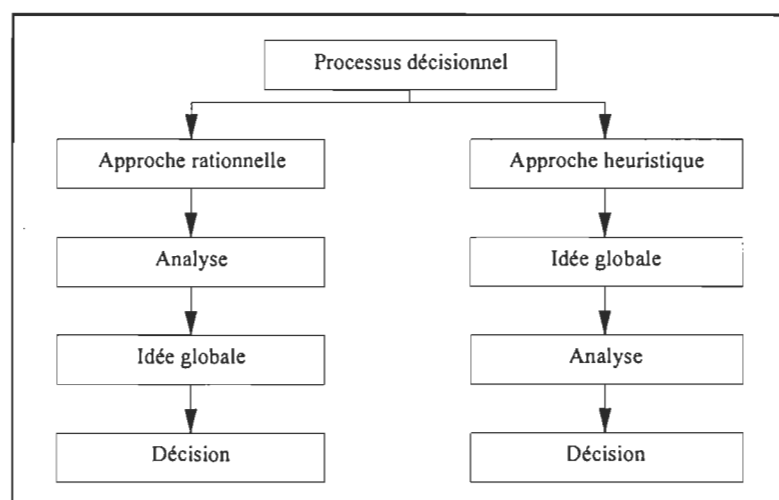 Processus décisionnel
Approche rationnelle
Approche heuristique
Analyse
Idée globale
Idée globale
Analyse
Décision
Décision